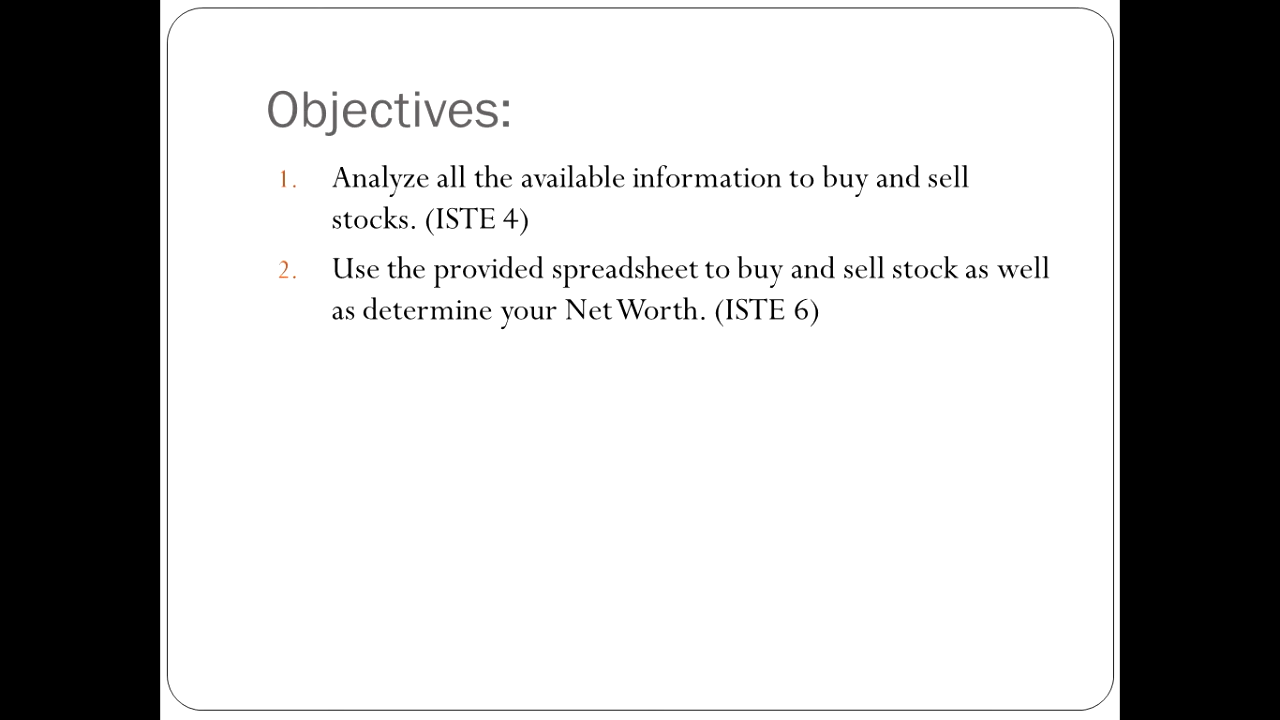 Objectives:
1. Analyze all the available information to buy and sell
stocks. (ISTE 4)
2. Use the provided spreadsheet to buy and sell stock as well
as determine your Net Worth. (ISTE 6)